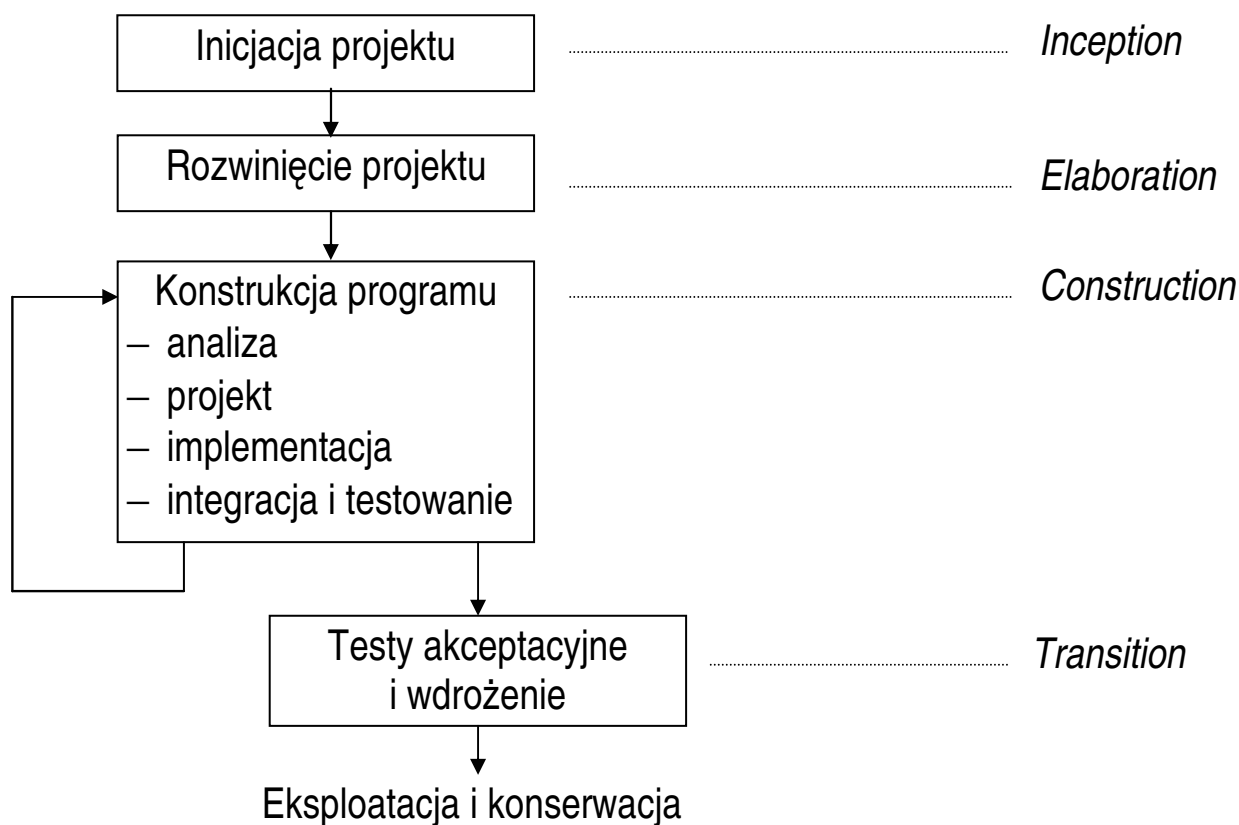 Inicjacja projektu
Inception
Rozwinięcie projektu
Elaboration
Konstrukcja programu
Construction
– analiza
– projekt
– implementacja
– integracja i testowanie
Testy akceptacyjne
i wdrożenie
Transition
Eksploatacja i konserwacja